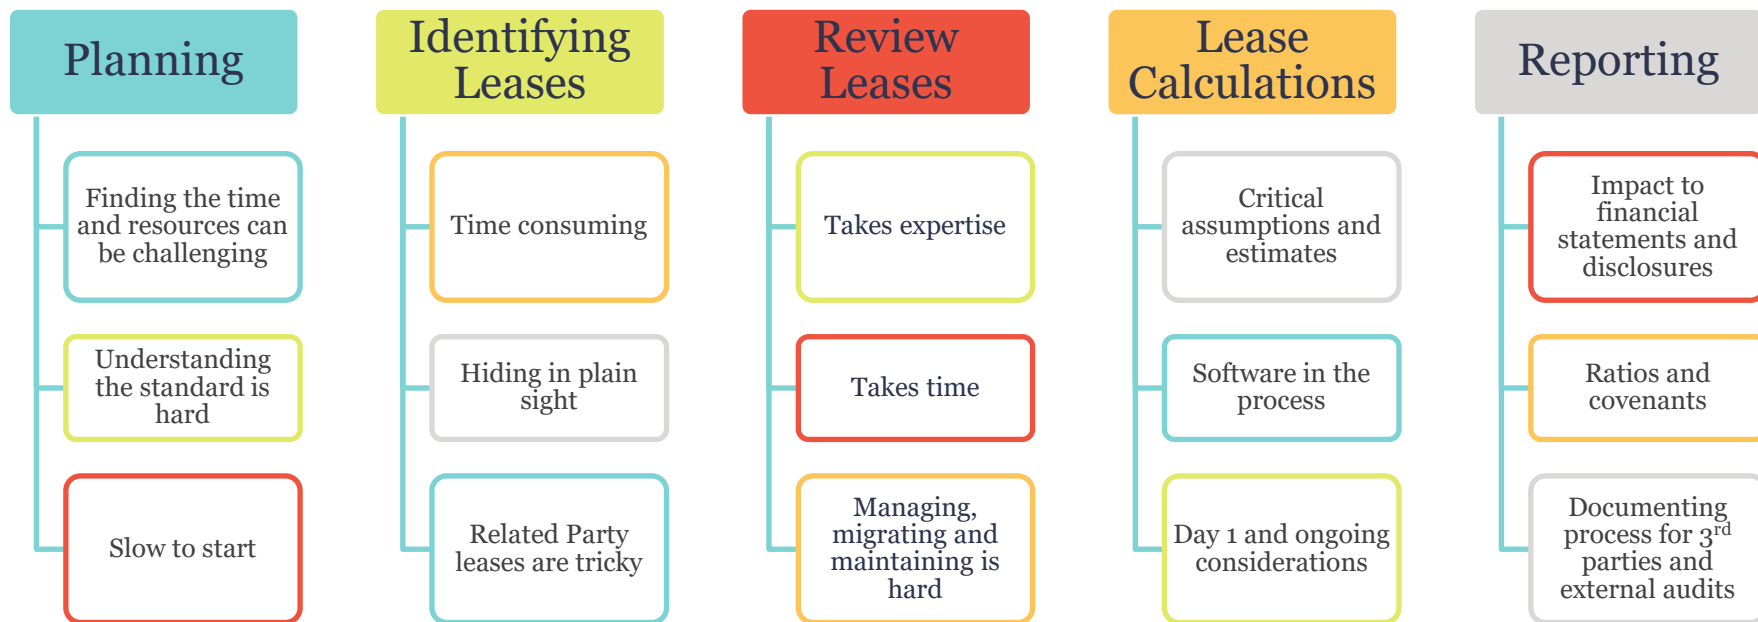 Planning
Finding the time
and resources can
be challenging
Understanding
the standard is
hard
Slow to start
Identifying
Leases
Time consuming
Hiding in plain
sight
Related Party
leases are tricky
Review
Leases
Takes expertise
Takes time
Managing,
migrating and
maintaining is
hard
Lease
Calculations
Critical
assumptions and
estimates
Software in the
process
Day 1 and ongoing
considerations
Reporting
Impact to
financial
statements and
disclosures
Ratios and
covenants
Documenting
process for 3rd
parties and
external audits